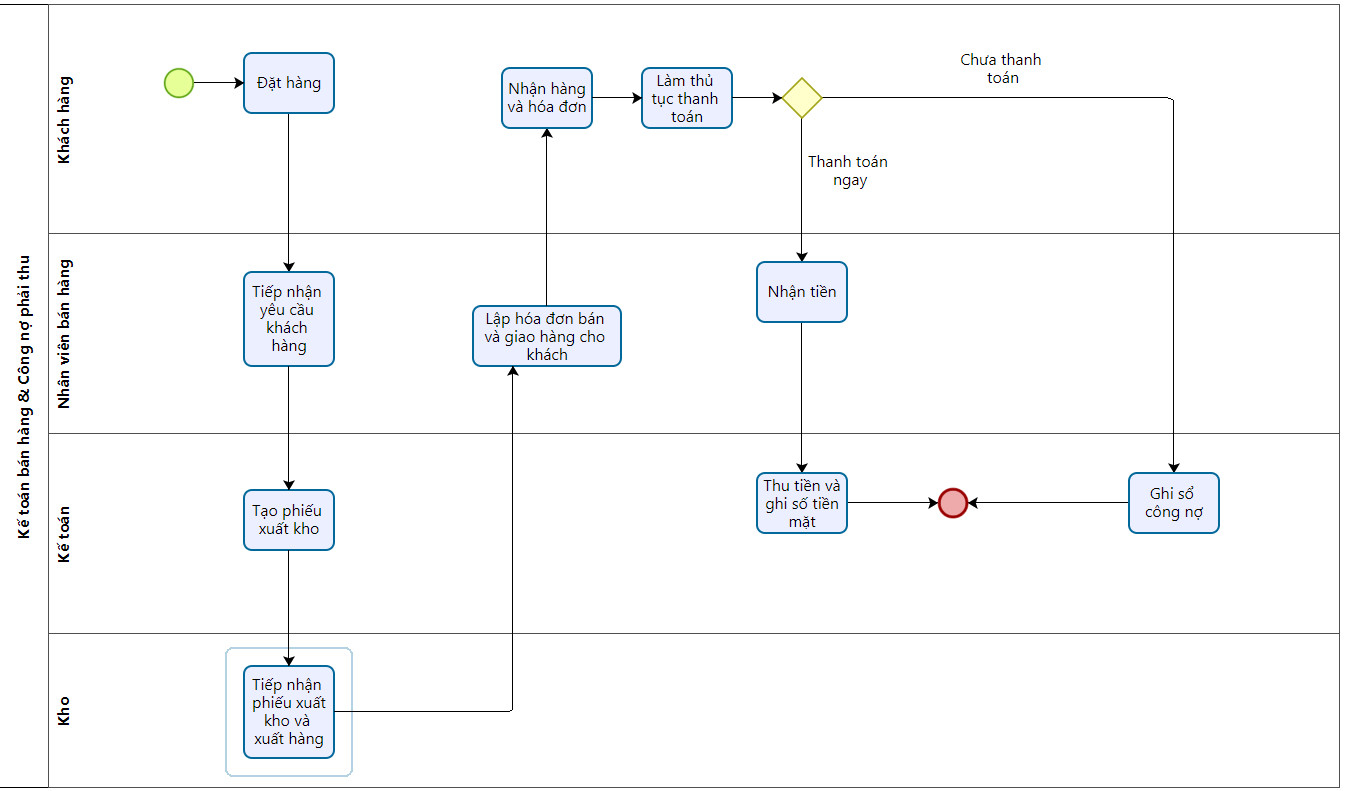 Kế toán bán hàng & Công nợ phải thu
Khách hàng
Đặt hàng
Nhận hàng
và hóa đơn
Làm thủ
tục thanh
toán
Chưa thanh
toán
Thanh toán
ngay
Nhân viên bán hàng
Tiếp nhận
yêu cầu
khách
hàng
Lập hóa đơn bán
và giao hàng cho
khách
Nhận tiền
Kế toán
Tạo phiếu
xuất kho
Thu tiền và
ghi số tiền
mặt
Ghi sổ
công nợ
Kho
Tiếp nhận
phiếu xuất
kho và
xuất hàng